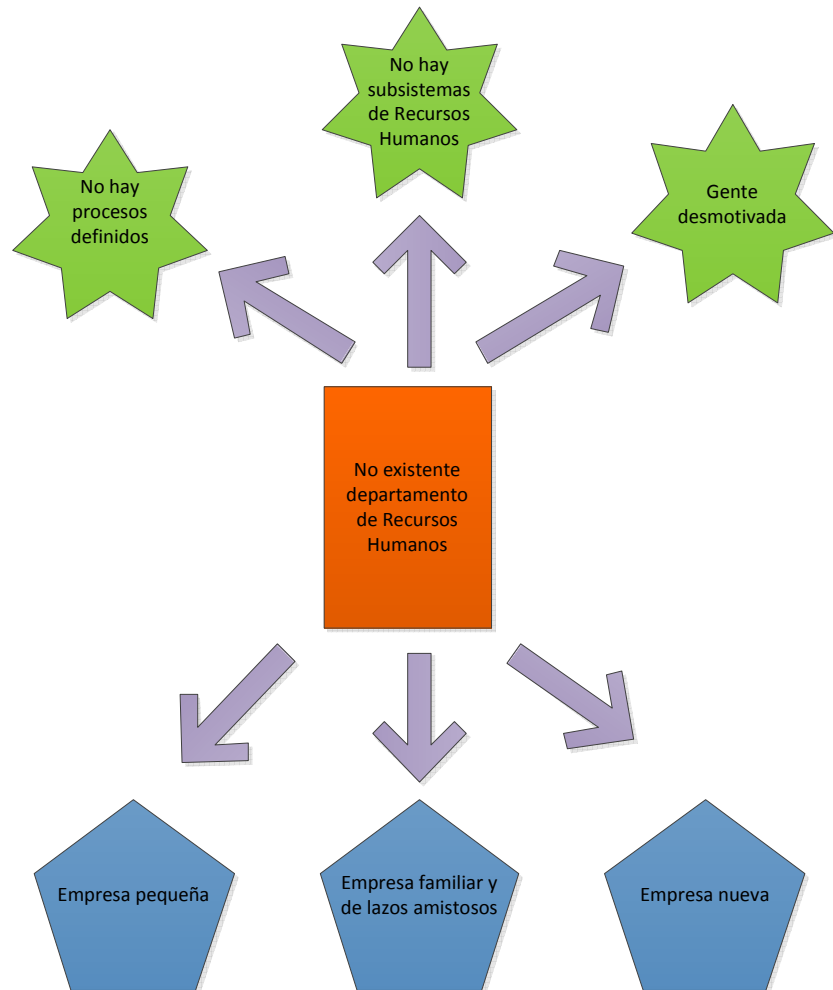 No hay
subsistemas
de Recursos
Humanos
No hay
procesos
definidos
Gente
desmotivada
No existente
departamento
de Recursos
Humanos
Empresa pequeña
Empresa familiar y
de lazos amistosos
Empresa nueva